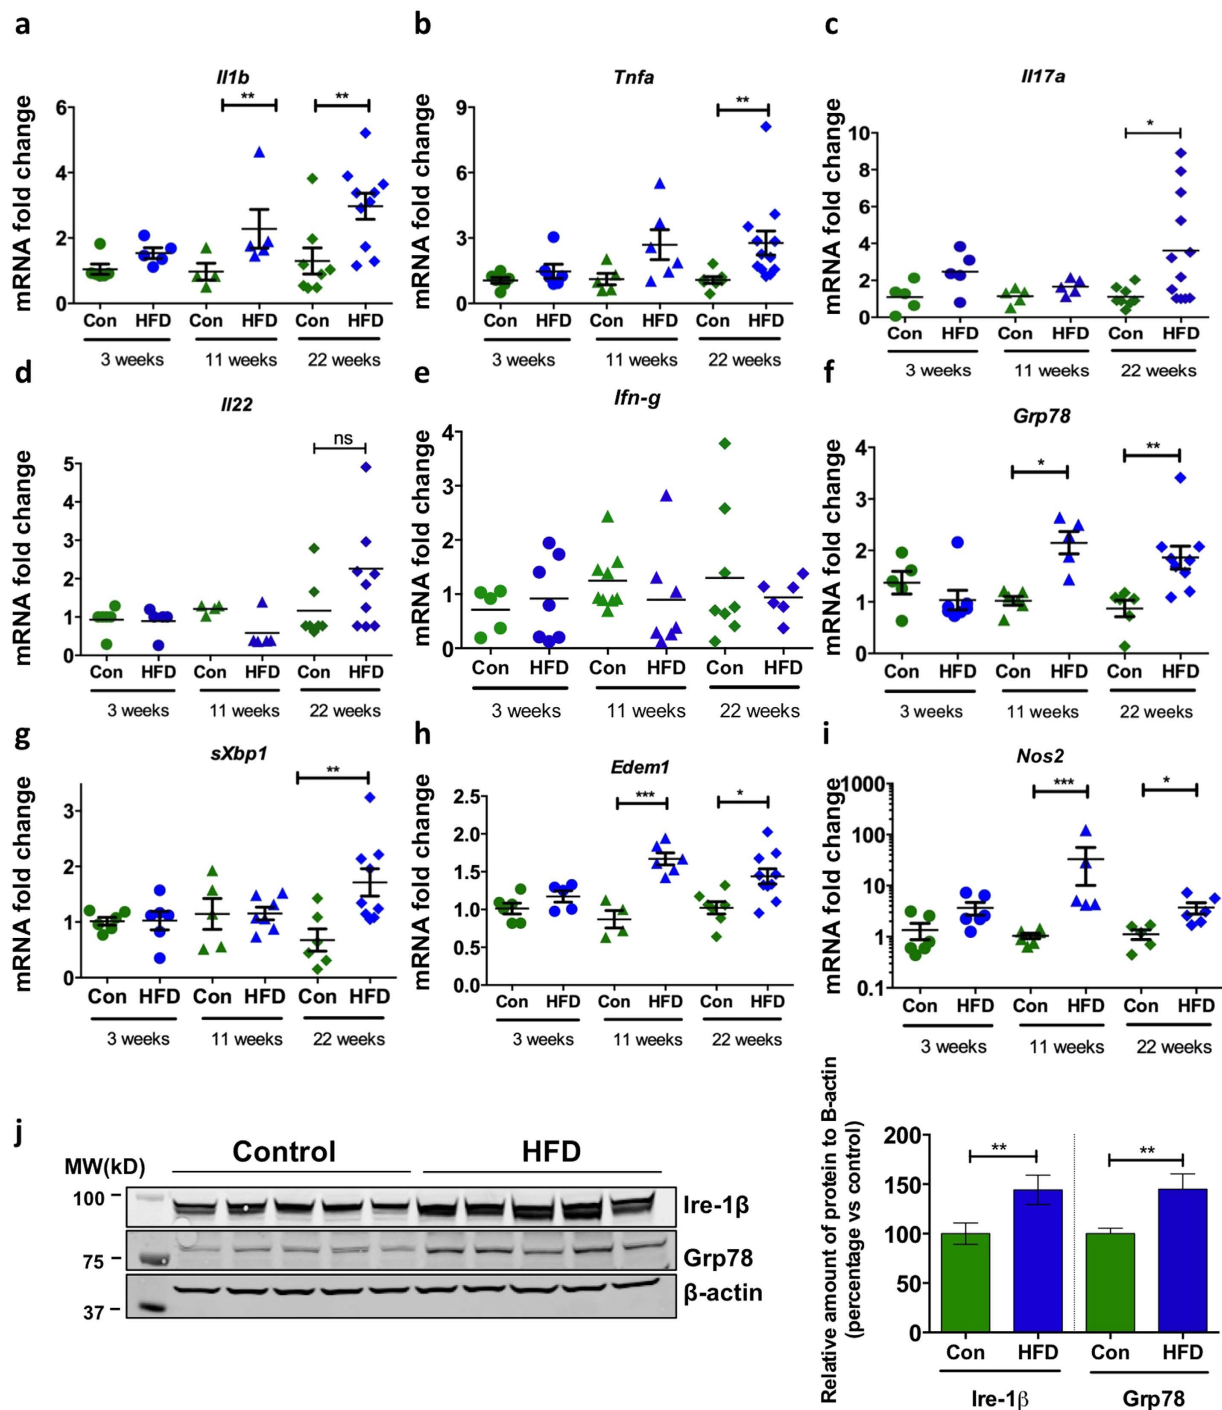 a
Il1b
**
**
mRNA fold change
6
4
2
0
Con HFD Con HFD Con HFD
3 weeks 11 weeks 22 weeks
b
Tnfa
**
mRNA fold change
9
6
3
0
Con HFD Con HFD Con HFD
3 weeks 11 weeks 22 weeks
c
Il17a
*
mRNA fold change
10
8
6
4
2
0
Con HFD Con HFD Con HFD
3 weeks 11 weeks 22 weeks
d
Il22
ns
mRNA fold change
5
4
3
2
1
0
Con HFD Con HFD Con HFD
3 weeks 11 weeks 22 weeks
e
Ifn-g
mRNA fold change
4
3
2
1
0
Con HFD Con HFD Con HFD
3 weeks 11 weeks 22 weeks
f
Grp78
*
**
mRNA fold change
4
3
2
1
0
Con HFD Con HFD Con HFD
3 weeks 11 weeks 22 weeks
g
sXbp1
**
mRNA fold change
3
2
1
0
Con HFD Con HFD Con HFD
3 weeks 11 weeks 22 weeks
h
Edem1
***
*
mRNA fold change
2.5
2.0
1.5
1.0
0.5
0.0
Con HFD Con HFD Con HFD
3 weeks 11 weeks 22 weeks
i
Nos2
***
*
mRNA fold change
1000
100
10
1
0.1
Con HFD Con HFD Con HFD
3 weeks 11 weeks 22 weeks
j
Control HFD
MW(kD)
100
Ire-1β
75
Grp78
37
β-actin
Relative amount of protein to B-actin
(percentage vs control)
200
150
100
50
0
**
**
Con HFD Con HFD
Ire-1β Grp78